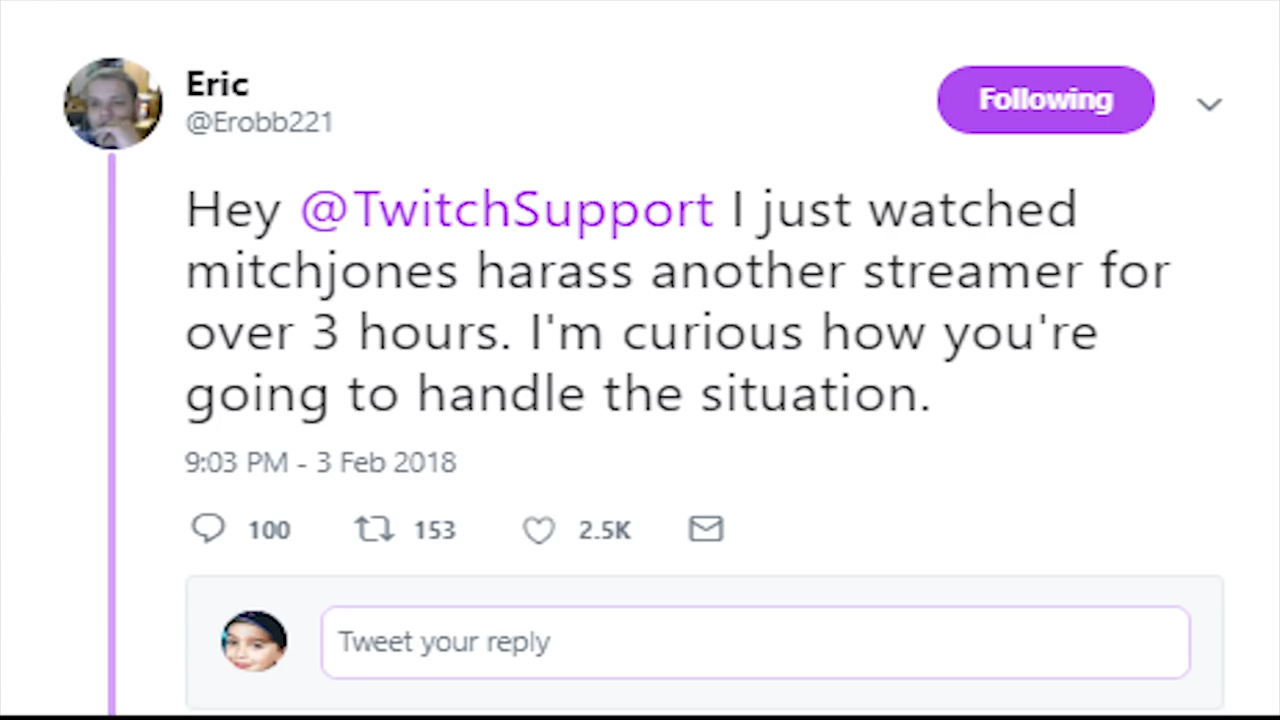 Eric
@Erobb221
Following
Hey @TwitchSupport I just watched
mitchjones harass another streamer for
over 3 hours. I'm curious how you're
going to handle the situation.
9:03 PM - 3 Feb 2018
100 153 2.5K
Tweet your reply